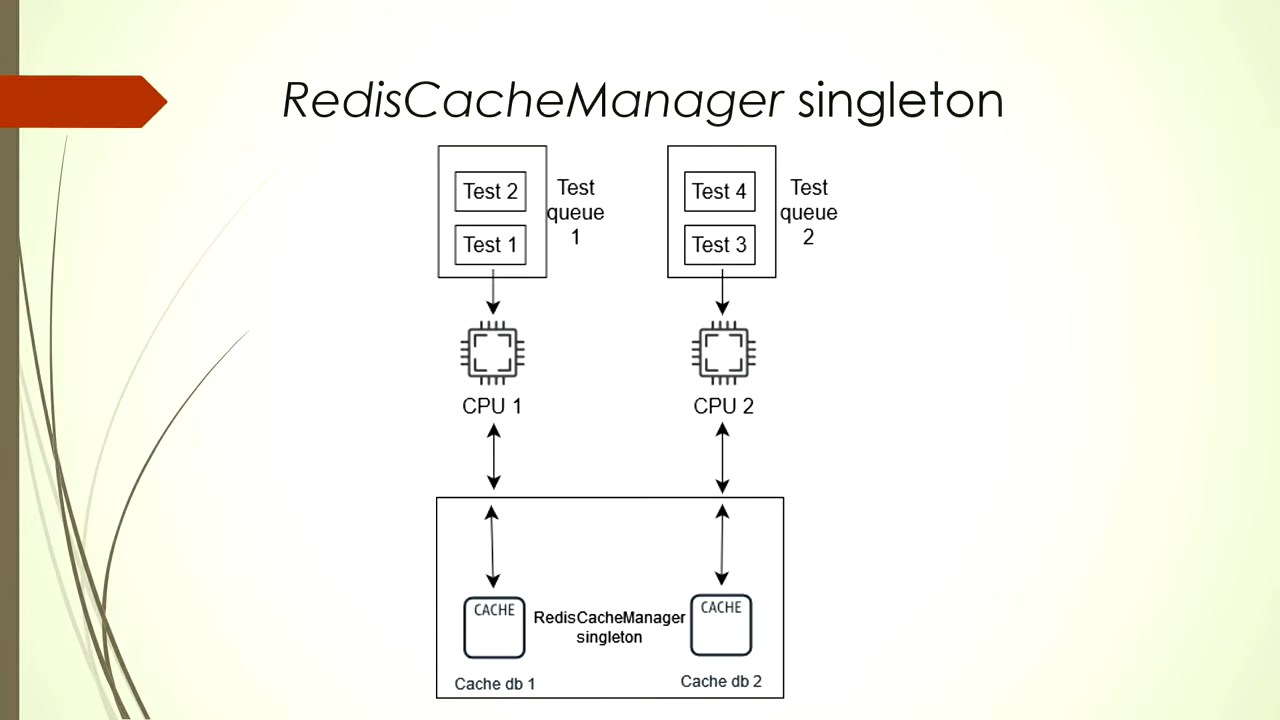 RedisCacheManager singleton
Test 2
Test 1
Test
queue
1
Test 4
Test 3
Test
queue
2
CPU 1
CPU 2
CACHE
RedisCacheManager
singleton
CACHE
Cache db 1
Cache db 2